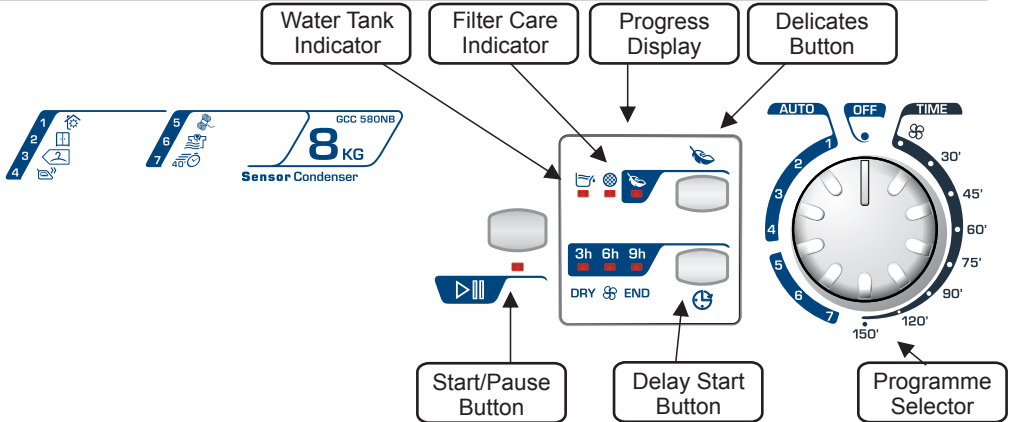 Water Tank
Indicator
Filter Care
Indicator
Progress
Display
Delicates
Button
1
2
3
4
5
6
7
40'
GCC 580NB
8 KG
Sensor Condenser
3h 6h 9h
DRY END
AUTO
OFF
TIME
1
2
3
4
5
6
7
30'
45'
60'
75'
90'
120'
150'
Start/Pause
Button
Delay Start
Button
Programme
Selector